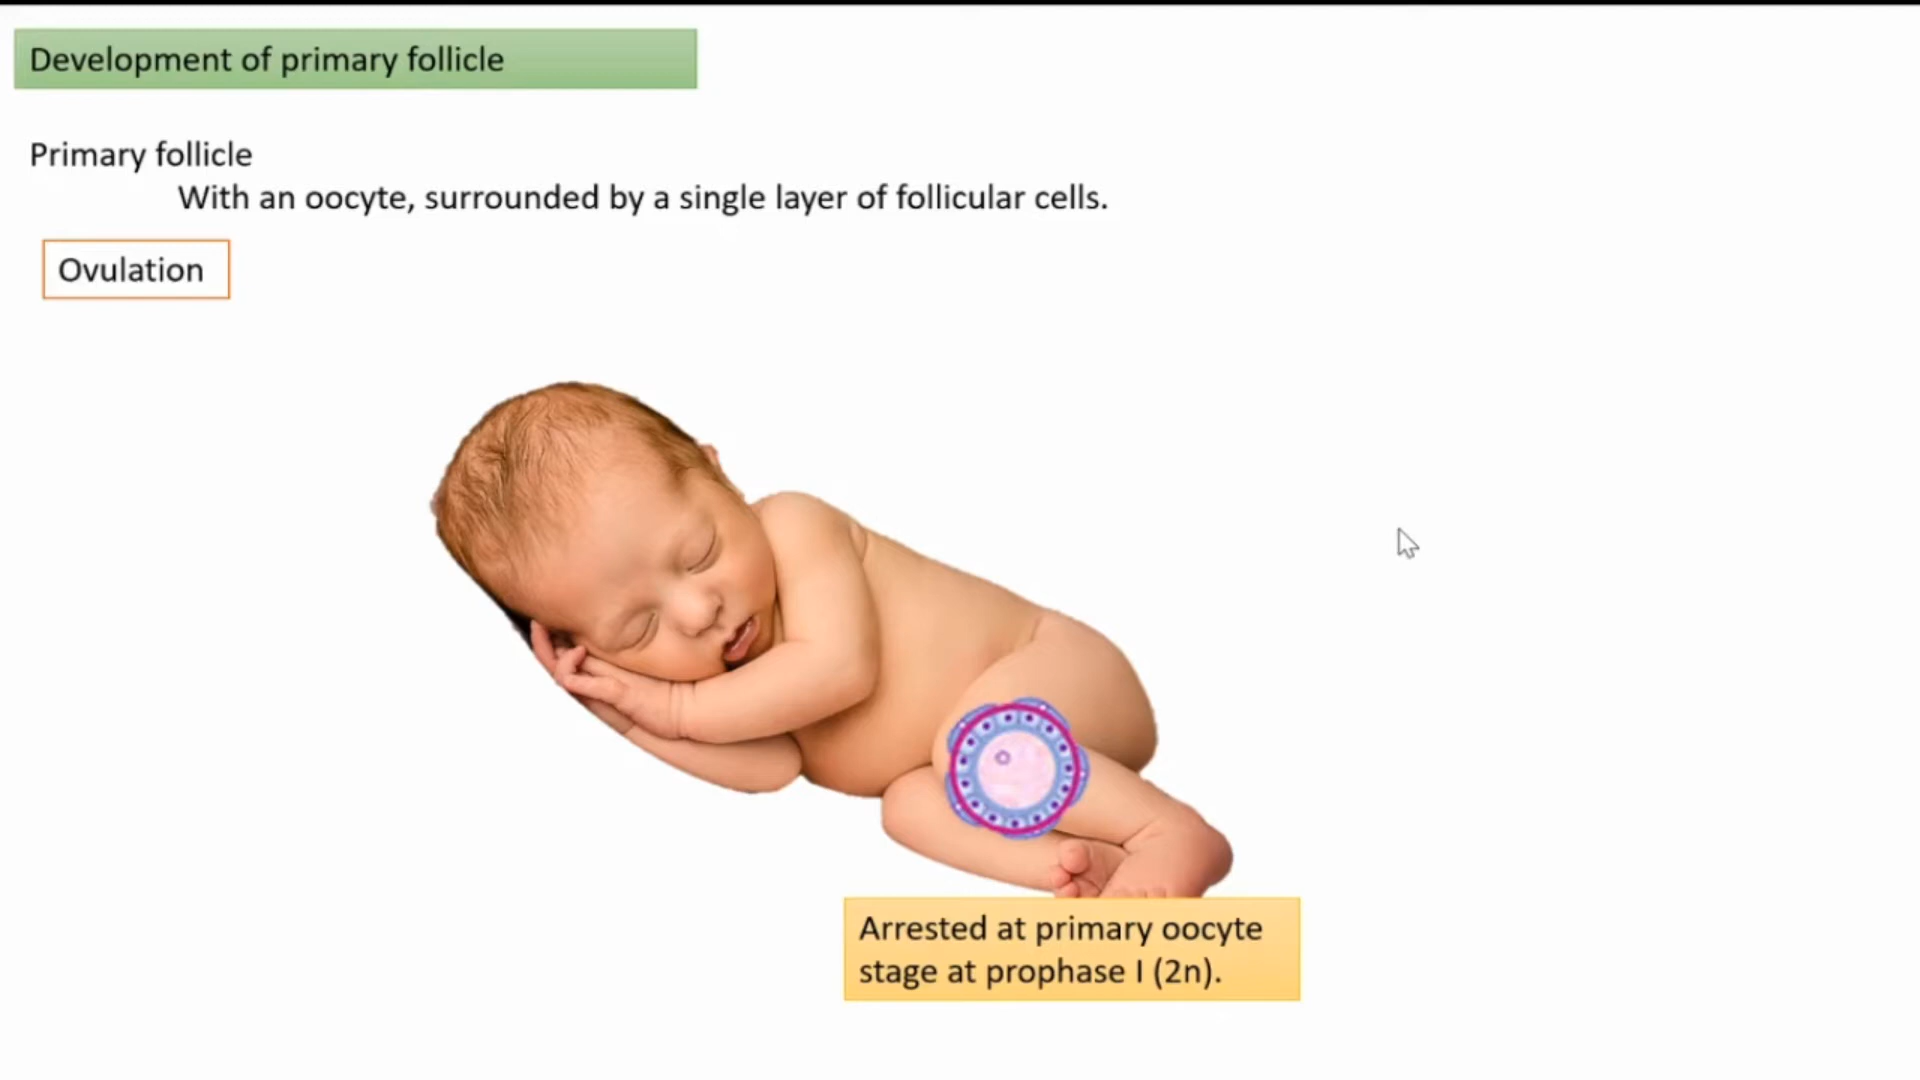 Development of primary follicle
Primary follicle
With an oocyte, surrounded by a single layer of follicular cells.
Ovulation
Arrested at primary oocyte
stage at prophase I (2n).